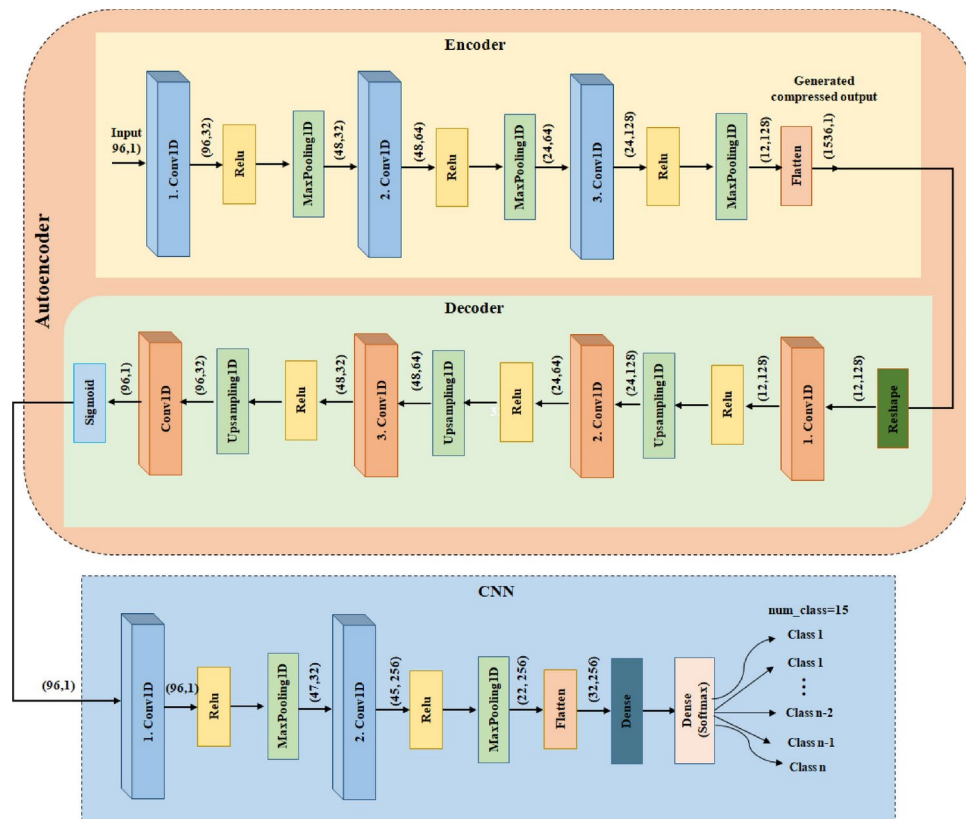 Autoencoder
Encoder
Input
96,1)
1. Conv1D
(96,32)
Relu
MaxPooling1D
(48,32)
2. Conv1D
(48,64)
Relu
MaxPooling1D
(24,64)
3. Conv1D
(24,128)
Relu
MaxPooling1D
(12,128)
Flatten
Generated
compressed output
(1536,1)
Decoder
Reshape
(12,128)
1. Conv1D
(12,128)
Relu
Upsampling1D
(24,128)
2. Conv1D
(24,64)
Relu
Upsampling1D
(48,64)
3. Conv1D
(48,32)
Relu
Upsampling1D
(96,32)
Conv1D
(96,1)
Sigmoid
CNN
(96,1)
1. Conv1D
(96,1)
Relu
MaxPooling1D
(47,32)
2. Conv1D
(45, 256)
Relu
MaxPooling1D
(22, 256)
Flatten
(32,256)
Dense
Dense
(Softmax)
num_class=15
Class 1
Class 1
⋮
Class n-2
Class n-1
Class n